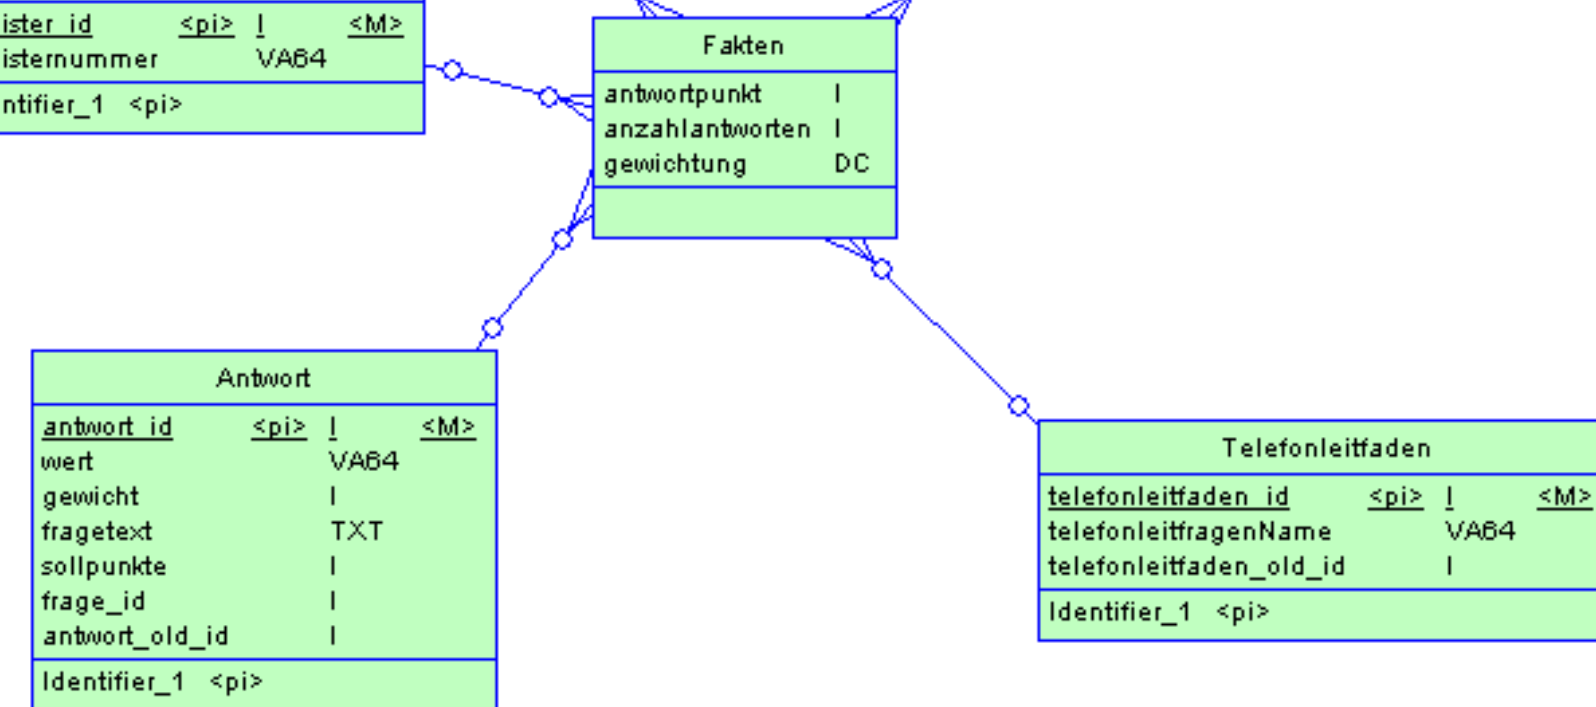 ister_id <pi> I <M>
isternummer VA64
ntifier_1 <pi>
Fakten
antwortpunkt I
anzahlantworten I
gewichtung DC
Antwort
antwort_id <pi> I <M>
wert VA64
gewicht I
fragetext TXT
sollpunkte I
frage_id I
antwort_old_id I
Identifier_1 <pi>
Telefonleitfaden
telefonleitfaden_id <pi> I <M>
telefonleitfragenName VA64
telefonleitfaden_old_id I
Identifier_1 <pi>